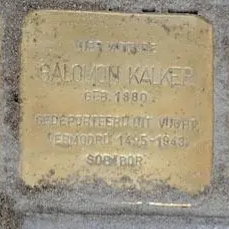 HIER WOONDE
SALOMON KALKER
GEB. 1880
GEDEPORTEERD UIT VUGHT
VERMOORD 14-5-1943
SOBIBOR